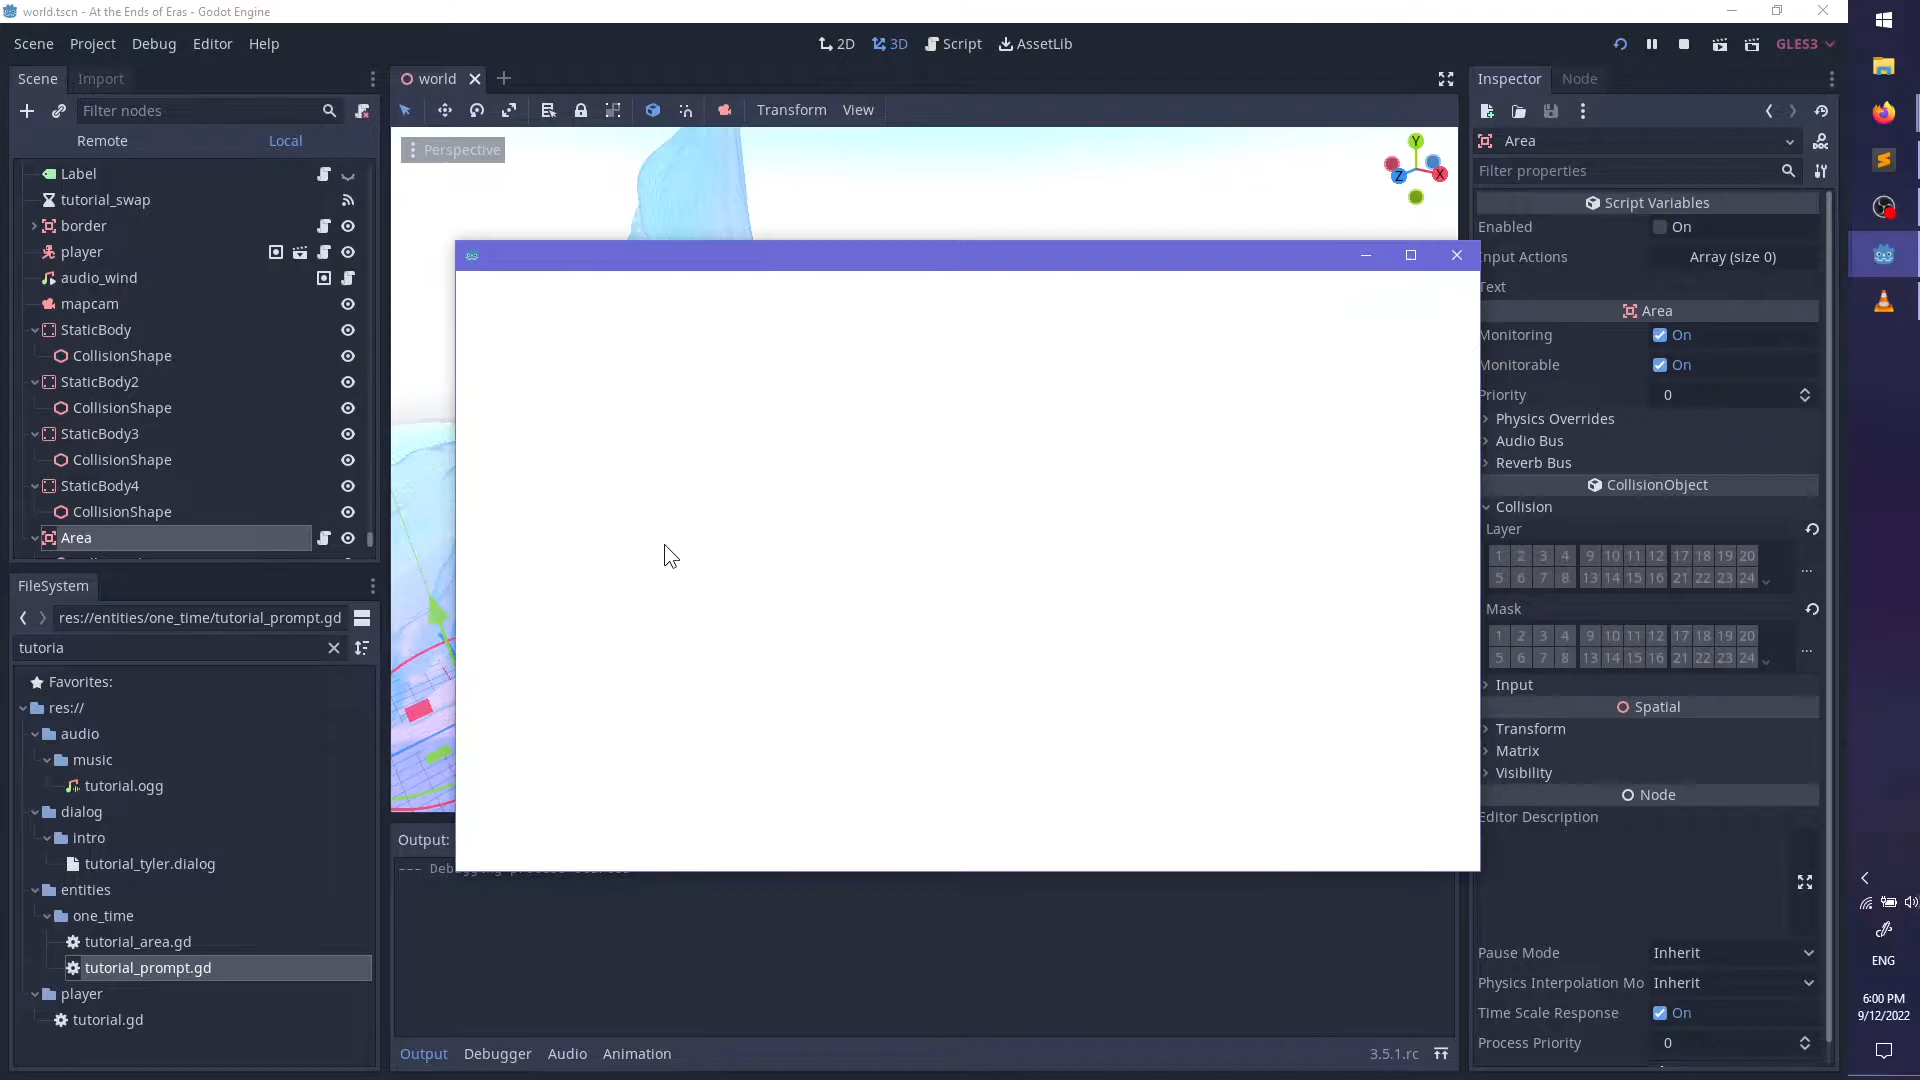 world.tscn - At the Ends of Eras - Godot Engine
Scene Project Debug Editor Help
2D 3D Script AssetLib
GLES3
Scene Import
world
Inspector Node
Filter nodes
Transform View
Remote Local
Perspective
Area
Filter properties
Label
tutorial_swap
border
player
audio_wind
mapcam
StaticBody
CollisionShape
StaticBody2
CollisionShape
StaticBody3
CollisionShape
StaticBody4
CollisionShape
Area
Y
Z
X
Script Variables
Enabled On
Input Actions Array (size 0)
Text
Area
Monitoring On
Monitorable On
Priority 0
Physics Overrides
Audio Bus
Reverb Bus
CollisionObject
Collision
Layer
1 2 3 4 9 10 11 12 17 18 19 20
5 6 7 8 13 14 15 16 21 22 23 24
Mask
1 2 3 4 9 10 11 12 17 18 19 20
5 6 7 8 13 14 15 16 21 22 23 24
Input
Spatial
Transform
Matrix
Visibility
Node
Editor Description
Pause Mode Inherit
Physics Interpolation Mo Inherit
Time Scale Response On
Process Priority 0
FileSystem
res://entities/one_time/tutorial_prompt.gd
tutoria
Favorites:
res://
audio
music
tutorial.ogg
dialog
intro
tutorial_tyler.dialog
entities
one_time
tutorial_area.gd
tutorial_prompt.gd
player
tutorial.gd
Output:
Output Debugger Audio Animation
3.5.1.rc
ENG
6:00 PM
9/12/2022